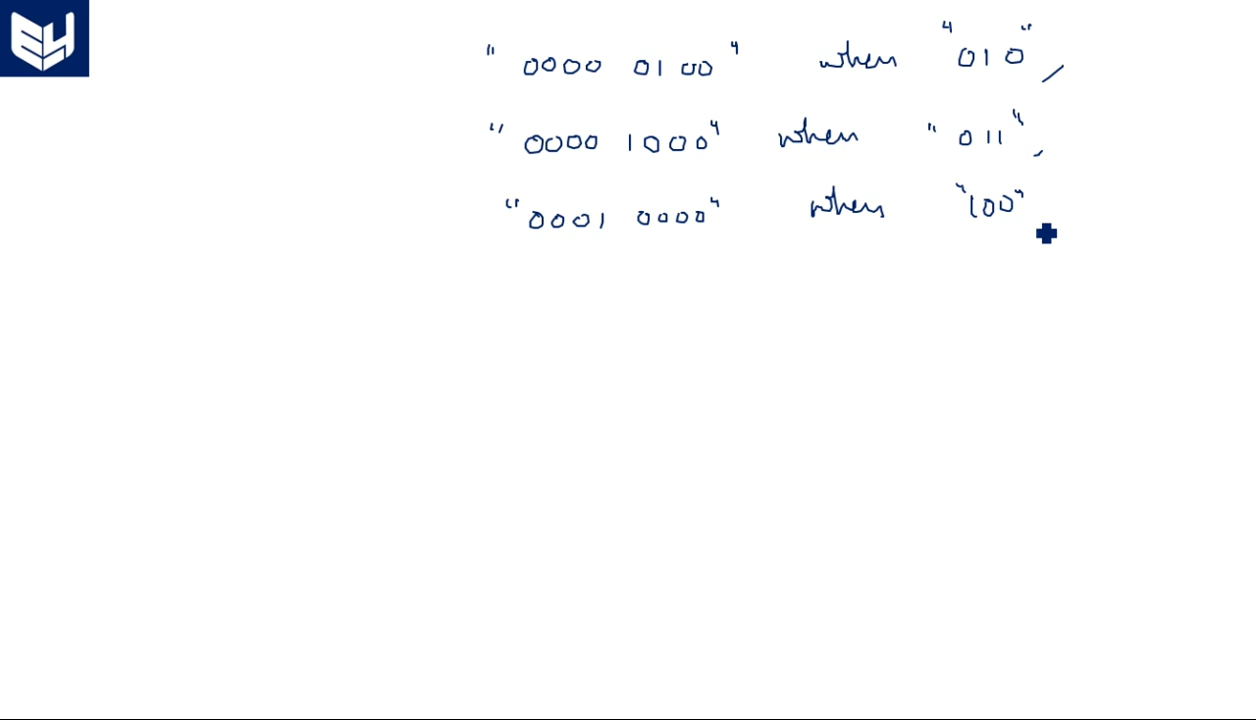 "0000 0100" when "010",
"0000 1000" when "011",
"0001 0000" when "100"